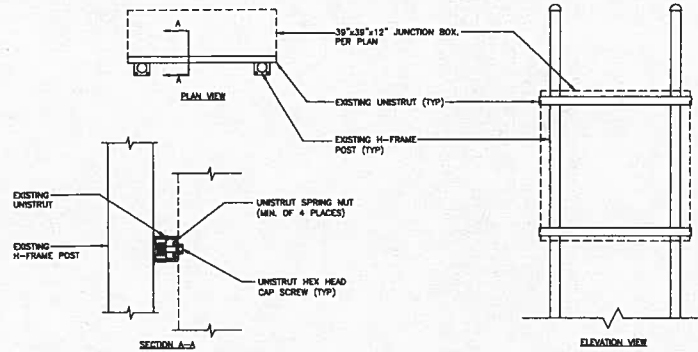 A
A
PLAN VIEW
39"x39"x12" JUNCTION BOX,
PER PLAN
EXISTING UNISTRUT (TYP)
EXISTING H-FRAME
POST (TYP)
EXISTING
UNISTRUT
EXISTING
H-FRAME POST
UNISTRUT SPRING NUT
(MIN. OF 4 PLACES)
UNISTRUT HEX HEAD
CAP SCREW (TYP)
SECTION A-A
ELEVATION VIEW